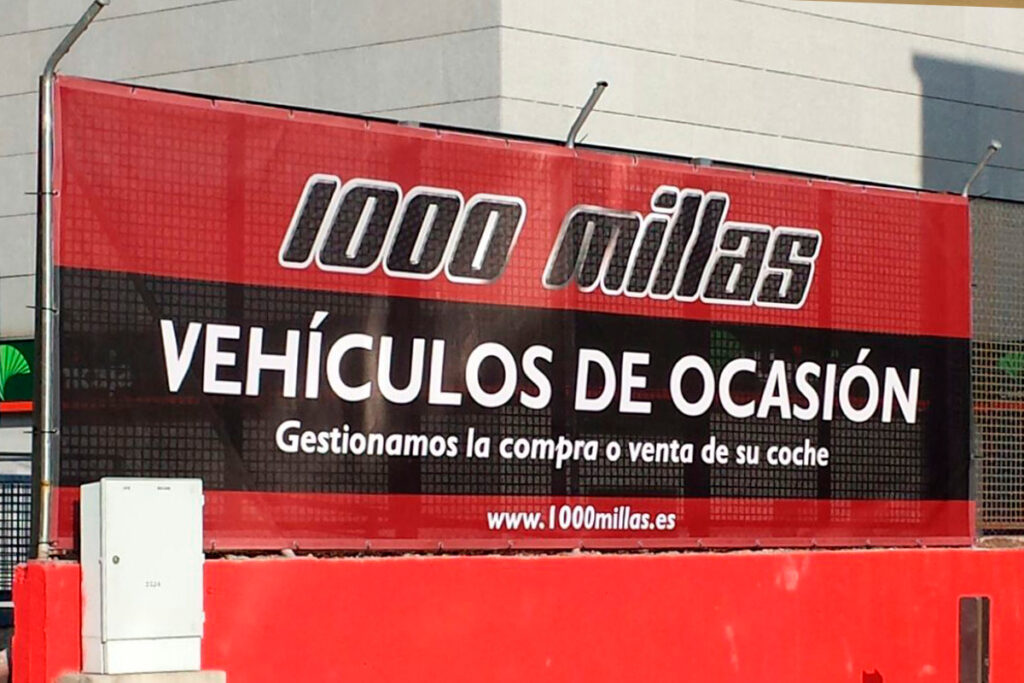 1000 millas
VEHÍCULOS DE OCASIÓN
Gestionamos la compra o venta de su coche
www.1000millas.es